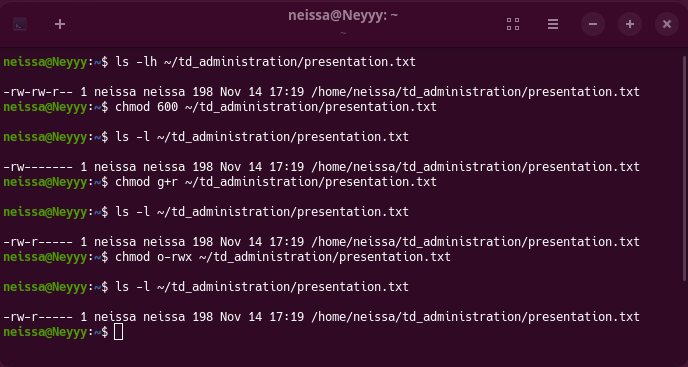 neissa@Neyyy: ~
~
neissa@Neyyy:~$ ls -lh ~/td_administration/presentation.txt
-rw-rw-r-- 1 neissa neissa 198 Nov 14 17:19 /home/neissa/td_administration/presentation.txt
neissa@Neyyy:~$ chmod 600 ~/td_administration/presentation.txt
neissa@Neyyy:~$ ls -l ~/td_administration/presentation.txt
-rw------- 1 neissa neissa 198 Nov 14 17:19 /home/neissa/td_administration/presentation.txt
neissa@Neyyy:~$ chmod g+r ~/td_administration/presentation.txt
neissa@Neyyy:~$ ls -l ~/td_administration/presentation.txt
-rw-r----- 1 neissa neissa 198 Nov 14 17:19 /home/neissa/td_administration/presentation.txt
neissa@Neyyy:~$ chmod o-rwx ~/td_administration/presentation.txt
neissa@Neyyy:~$ ls -l ~/td_administration/presentation.txt
-rw-r----- 1 neissa neissa 198 Nov 14 17:19 /home/neissa/td_administration/presentation.txt
neissa@Neyyy:~$